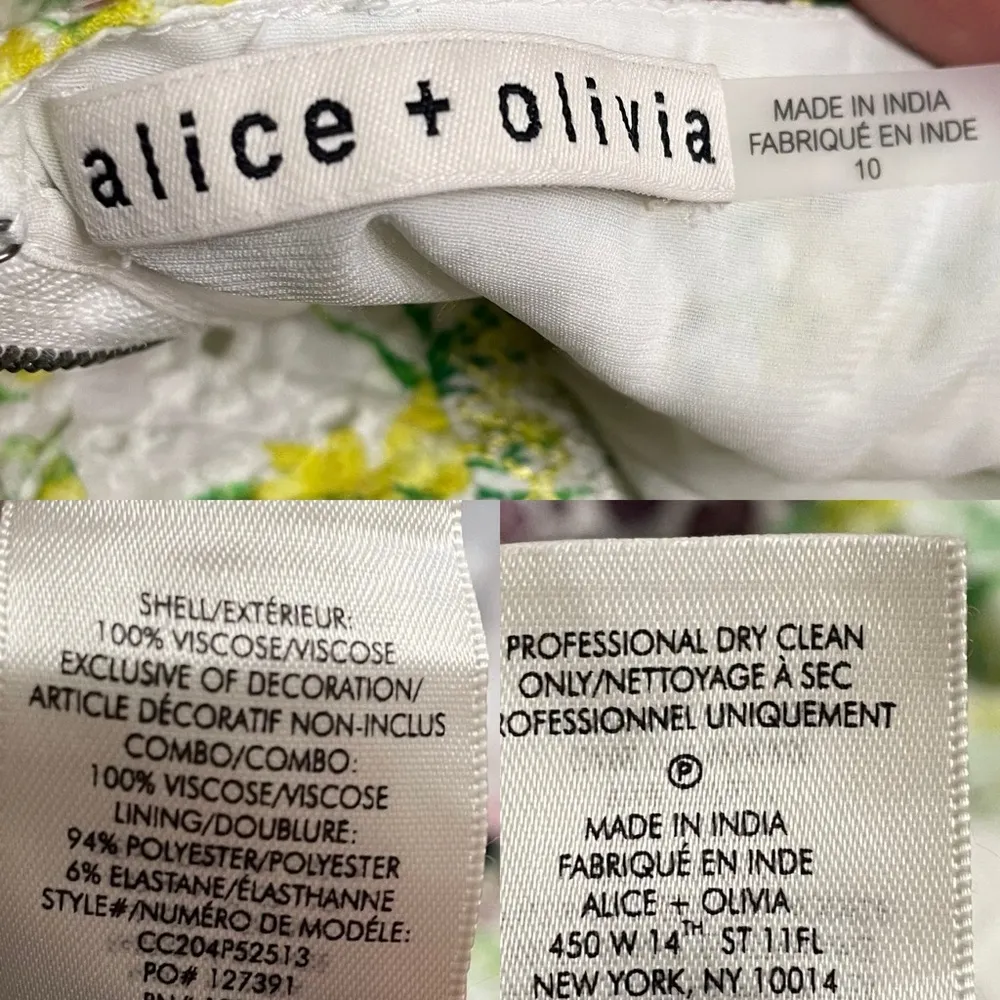 alice + olivia
MADE IN INDIA
FABRIQUÉ EN INDE
10
SHELL/EXTÉRIEUR:
100% VISCOSE/VISCOSE
EXCLUSIVE OF DECORATION/
ARTICLE DÉCORATIF NON-INCLUS
COMBO/COMBO:
100% VISCOSE/VISCOSE
LINING/DOUBLURE:
94% POLYESTER/POLYESTER
6% ELASTANE/ÉLASTHANNE
STYLE#/NUMÉRO DE MODÉLE:
CC204P52513
PO# 127391
PROFESSIONAL DRY CLEAN
ONLY/NETTOYAGE À SEC
ROFESSIONNEL UNIQUEMENT
P
MADE IN INDIA
FABRIQUÉ EN INDE
ALICE + OLIVIA
450 W 14TH ST 11FL
NEW YORK, NY 10014